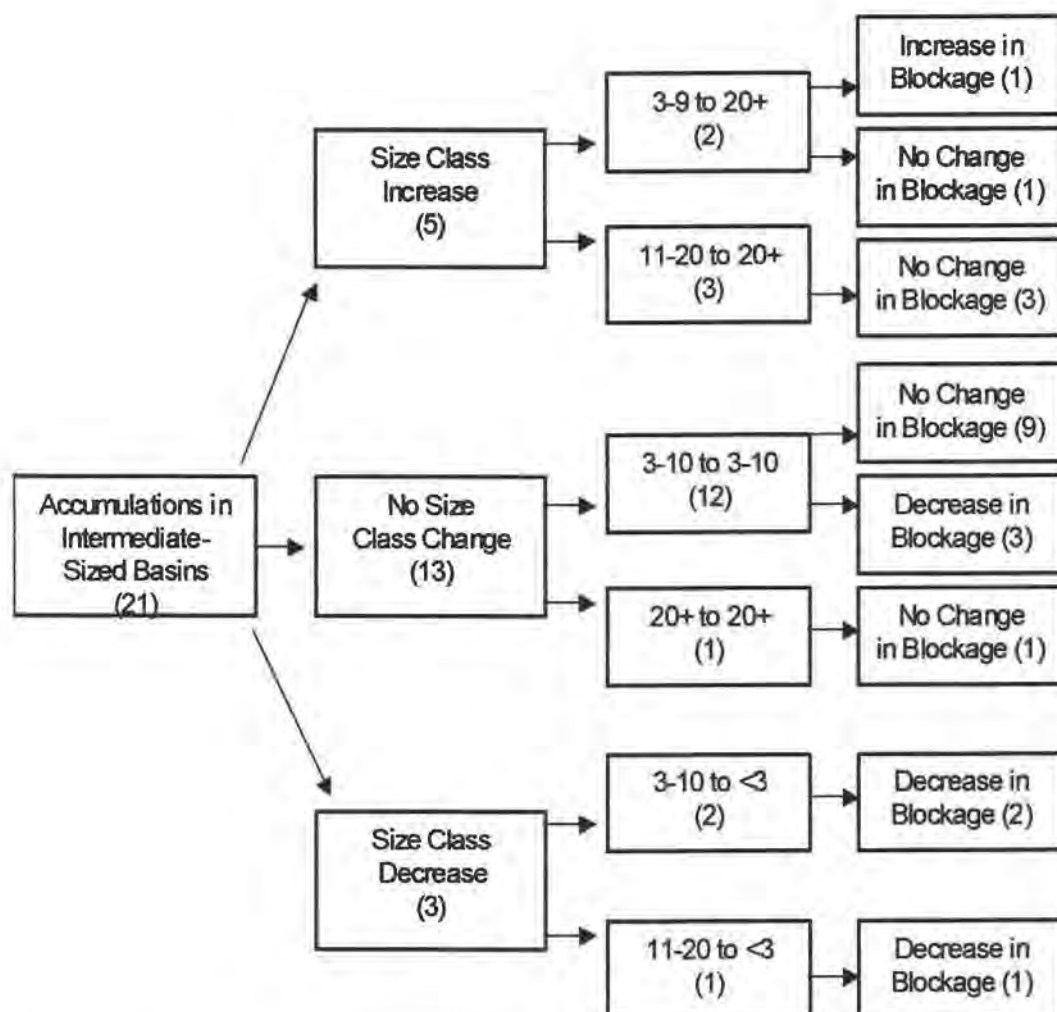 Increase in
Blockage (1)
3-9 to 20+
(2)
Size Class
Increase
(5)
No Change
in Blockage (1)
11-20 to 20+
(3)
No Change
in Blockage (3)
No Change
in Blockage (9)
3-10 to 3-10
(12)
Accumulations in
Intermediate-
Sized Basins
(21)
No Size
Class Change
(13)
Decrease in
Blockage (3)
20+ to 20+
(1)
No Change
in Blockage (1)
3-10 to <3
(2)
Decrease in
Blockage (2)
Size Class
Decrease
(3)
11-20 to <3
(1)
Decrease in
Blockage (1)